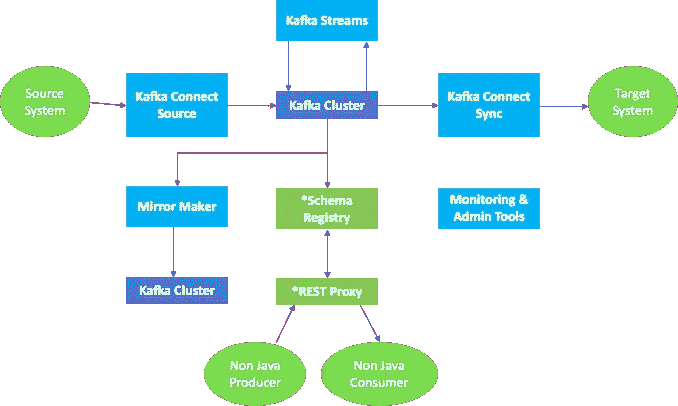 Kafka Streams
Source
System
Kafka Connect
Source
Kafka Cluster
Kafka Connect
Sync
Target
System
Mirror Maker
*Schema
Registry
Monitoring &
Admin Tools
Kafka Cluster
*REST Proxy
Non Java
Producer
Non Java
Consumer